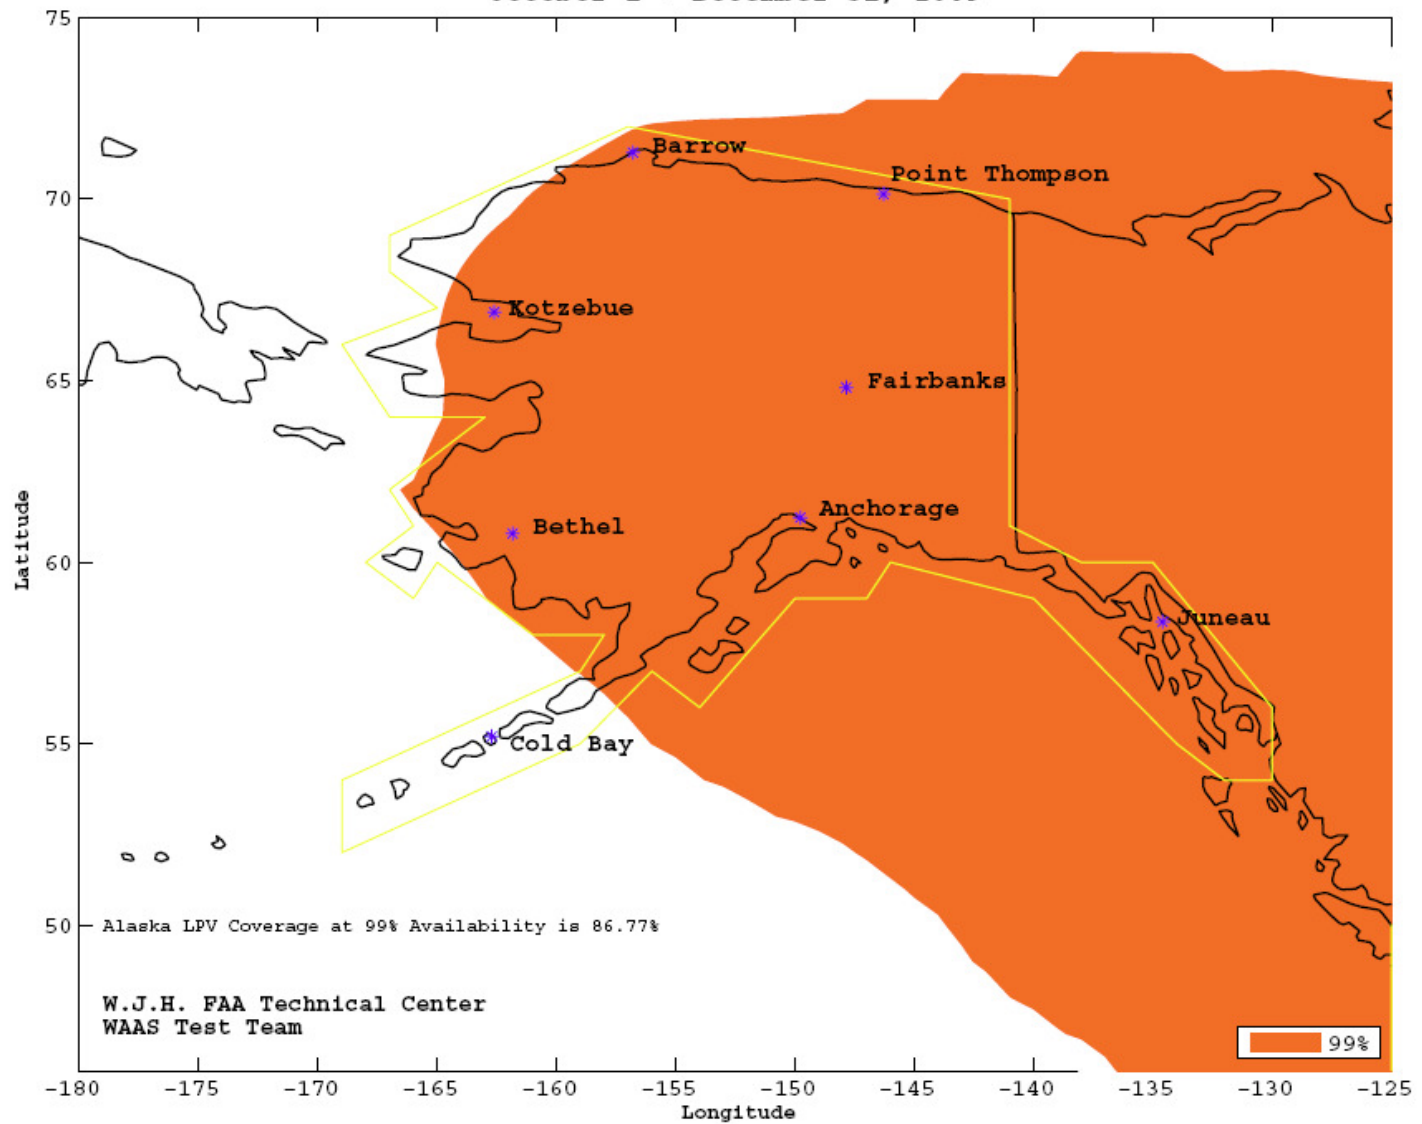 75
Barrow
Point Thompson
70
Kotzebue
65
Fairbanks
Anchorage
Bethel
60
Juneau
55
Cold Bay
50
Latitude
Alaska LPV Coverage at 99% Availability is 86.77%
W.J.H. FAA Technical Center
WAAS Test Team
99%
-180 -175 -170 -165 -160 -155 -150 -145 -140 -135 -130 -125
Longitude